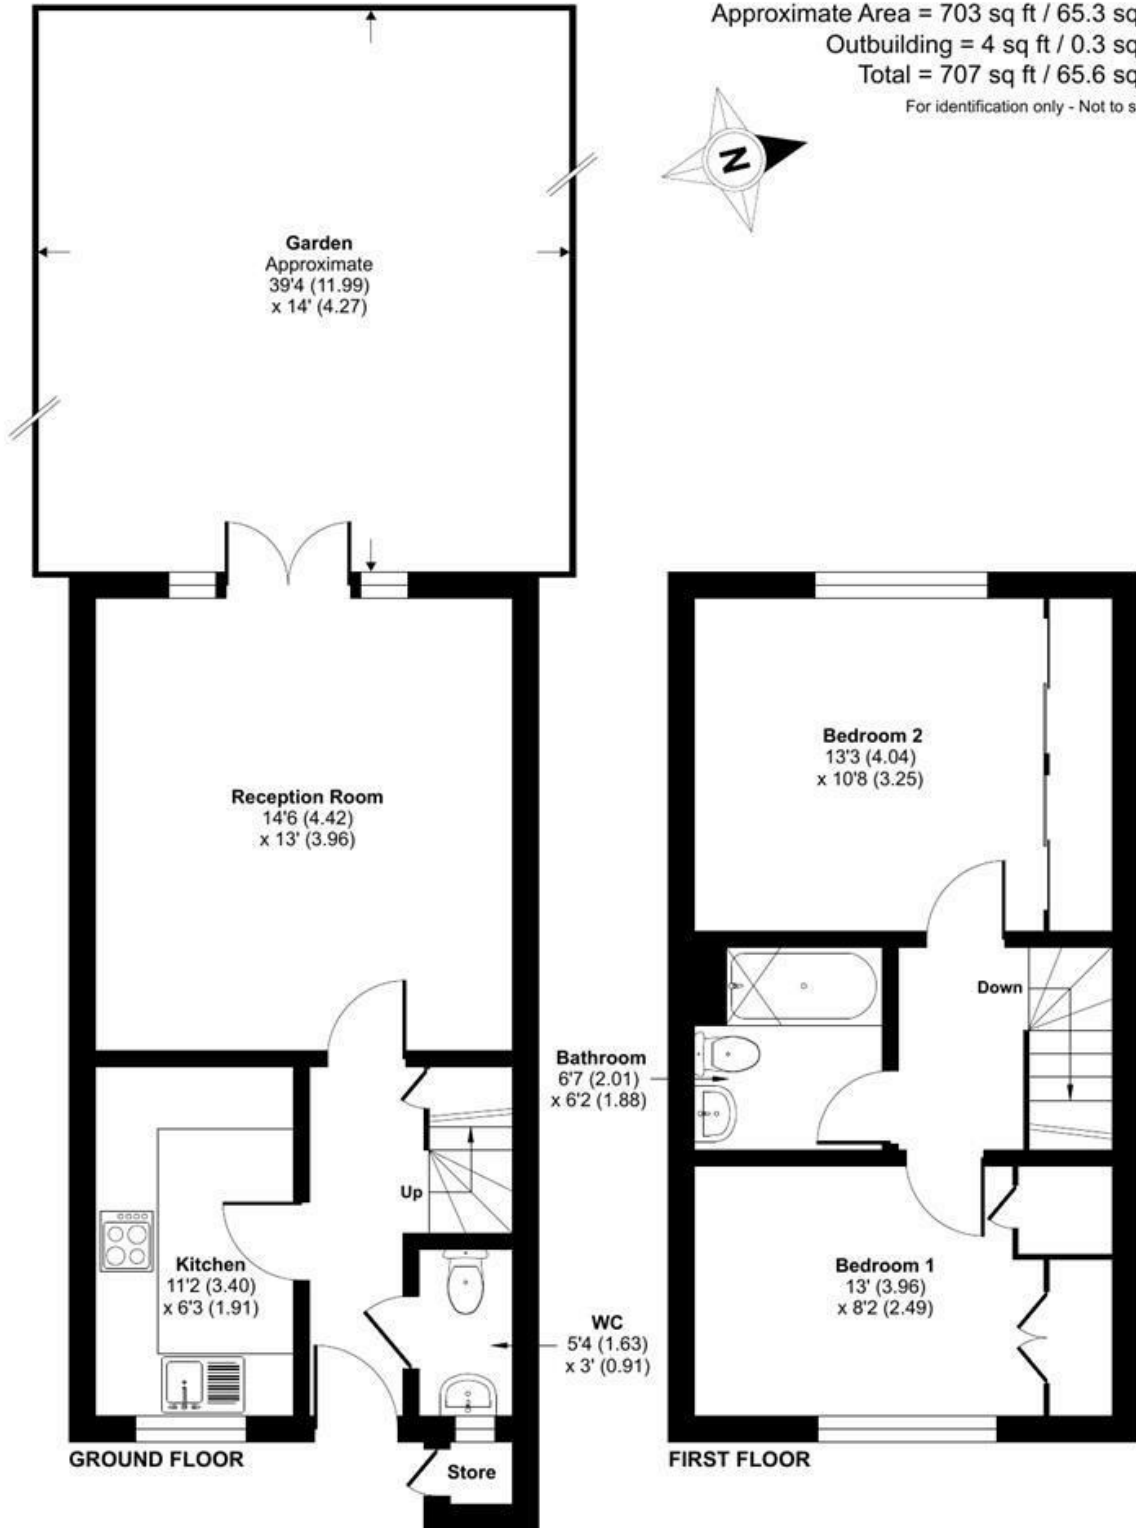 Approximate Area = 703 sq ft / 65.3 sq
Outbuilding = 4 sq ft / 0.3 sq
Total = 707 sq ft / 65.6 sq
For identification only - Not to s
N
Garden
Approximate
39'4 (11.99)
x 14' (4.27)
Reception Room
14'6 (4.42)
x 13' (3.96)
Bedroom 2
13'3 (4.04)
x 10'8 (3.25)
Down
Bathroom
6'7 (2.01)
x 6'2 (1.88)
Up
Kitchen
11'2 (3.40)
x 6'3 (1.91)
Bedroom 1
13' (3.96)
x 8'2 (2.49)
WC
5'4 (1.63)
x 3' (0.91)
GROUND FLOOR
Store
FIRST FLOOR